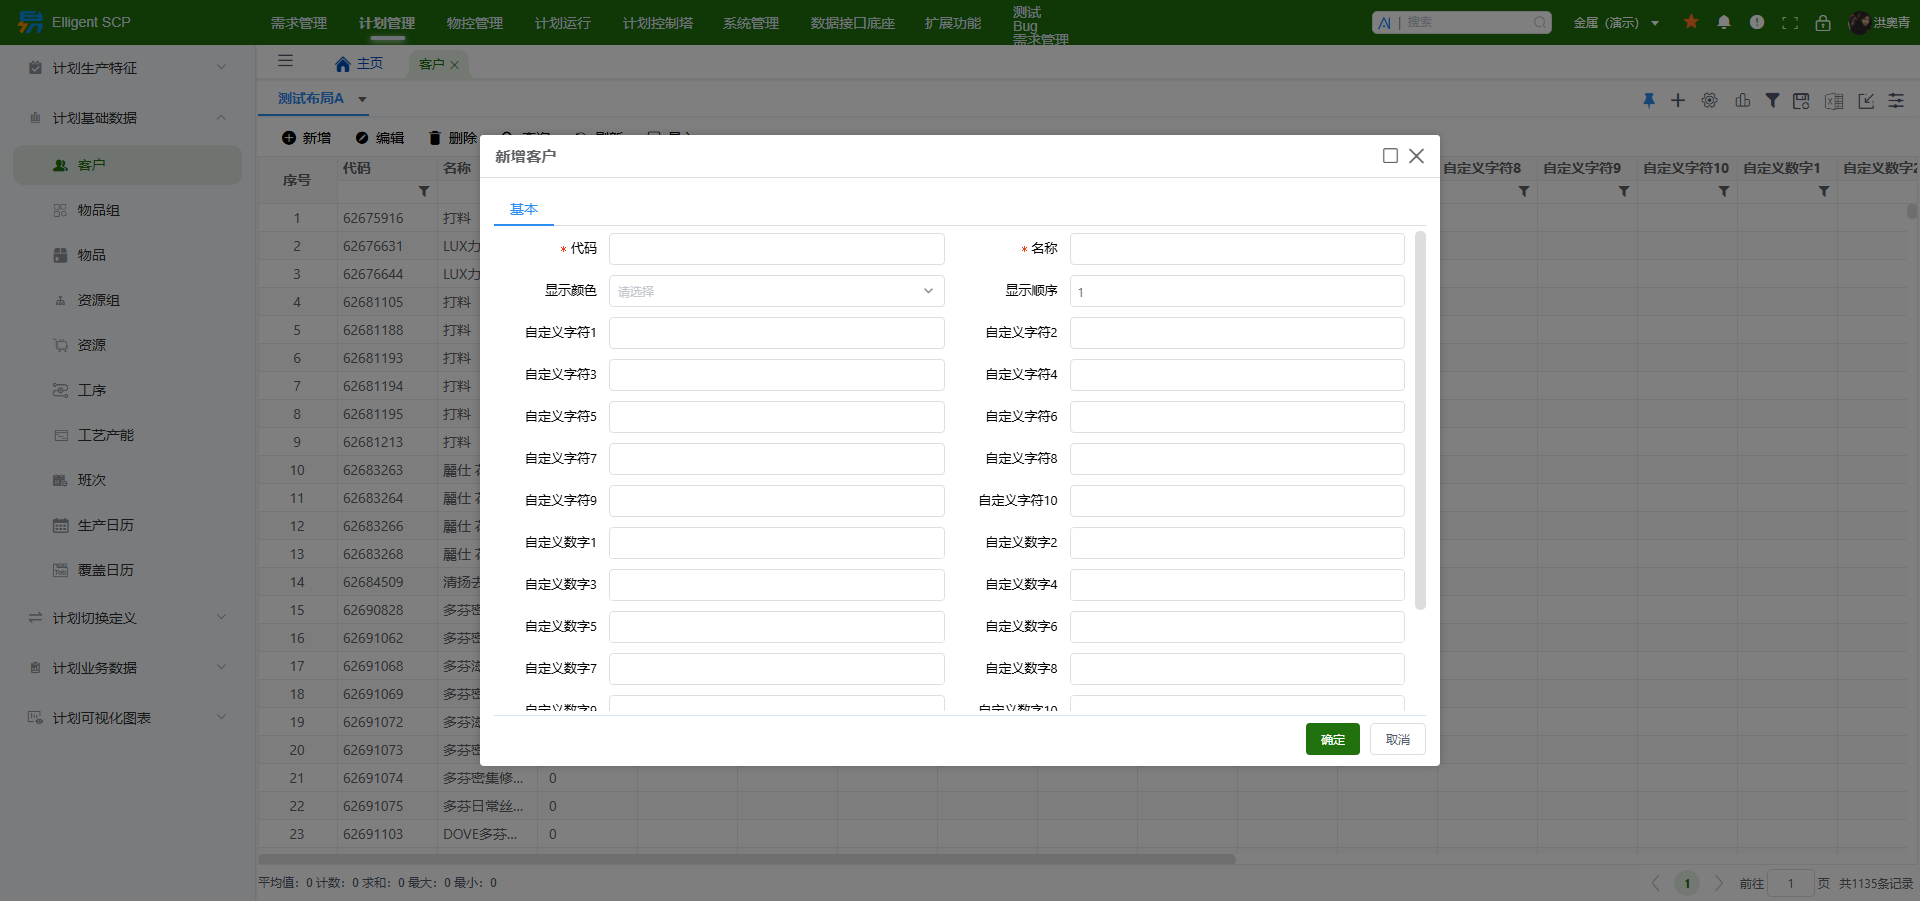 Elligent SCP
需求管理 计划管理 物控管理 计划运行 计划控制塔 系统管理 数据接口底座 扩展功能
测试
Bug
需求管理
搜索 金属（演示） 洪奥青
计划生产特征
计划基础数据
客户
物品组
物品
资源组
资源
工序
工艺产能
班次
生产日历
覆盖日历
计划切换定义
计划业务数据
计划可视化图表
主页 客户
测试布局A
新增 编辑 删除
序号 代码 名称 自定义字符8 自定义字符9 自定义字符10 自定义数字1 自定义数字2
1 62675916 打料
2 62676631 LUX力
3 62676644 LUX力
4 62681105 打料
5 62681188 打料
6 62681193 打料
7 62681194 打料
8 62681195 打料
9 62681213 打料
10 62683263 麗仕
11 62683264 麗仕
12 62683266 麗仕
13 62683268 麗仕
14 62684509 清扬去
15 62690828 多芬密
16 62691062 多芬密
17 62691068 多芬滋
18 62691069 多芬密
19 62691072 多芬滋
20 62691073 多芬密
21 62691074 多芬密集修... 0
22 62691075 多芬日常丝... 0
23 62691103 DOVE多芬... 0
平均值：0 计数：0 求和：0 最大：0 最小：0
1 前往 1 页 共1135条记录
新增客户
基本
* 代码 * 名称
显示颜色 请选择 显示顺序 1
自定义字符1 自定义字符2
自定义字符3 自定义字符4
自定义字符5 自定义字符6
自定义字符7 自定义字符8
自定义字符9 自定义字符10
自定义数字1 自定义数字2
自定义数字3 自定义数字4
自定义数字5 自定义数字6
自定义数字7 自定义数字8
自定义数字9 自定义数字10
确定 取消